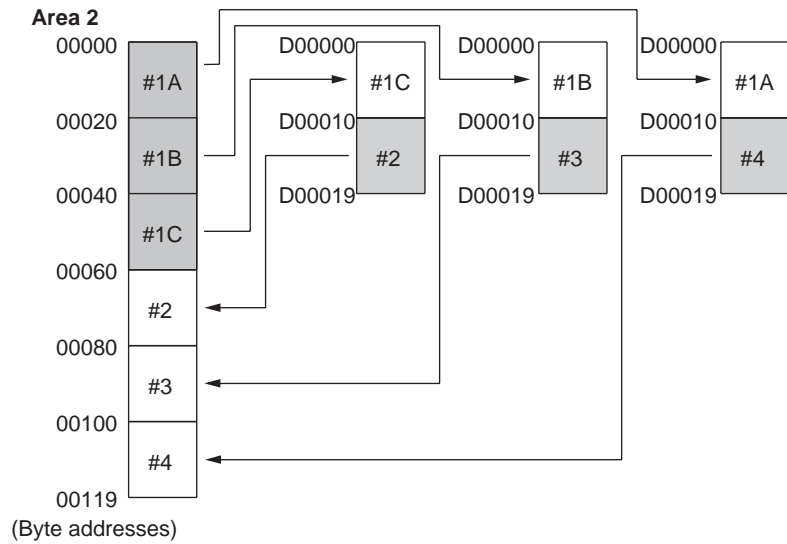 Area 2
00000 D00000 D00000 D00000
#1A #1C #1B #1A
00020 D00010 D00010 D00010
#1B #2 #3 #4
00040 D00019 D00019 D00019
#1C
00060
#2
00080
#3
00100
#4
00119
(Byte addresses)